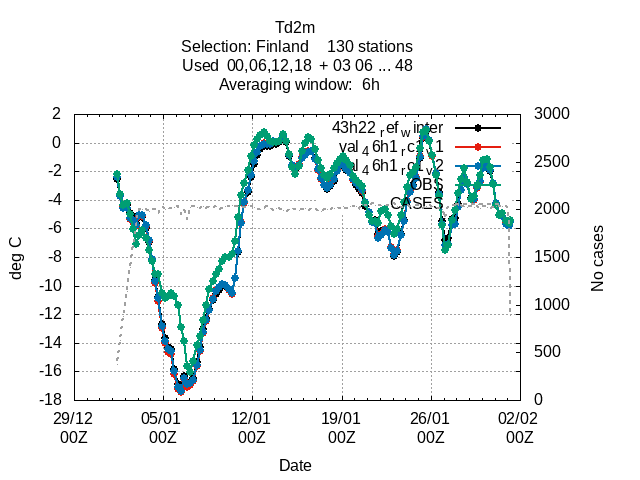 Td2m
Selection: Finland 130 stations
Used 00,06,12,18 + 03 06 ... 48
Averaging window: 6h
2
0
-2
-4
-6
-8
-10
-12
-14
-16
-18
3000
2500
2000
1500
1000
500
0
deg C
No cases
43h22_ref_winter
OBS
CASES
29/12 05/01 12/01 19/01 26/01 02/02
00Z 00Z 00Z 00Z 00Z 00Z
Date